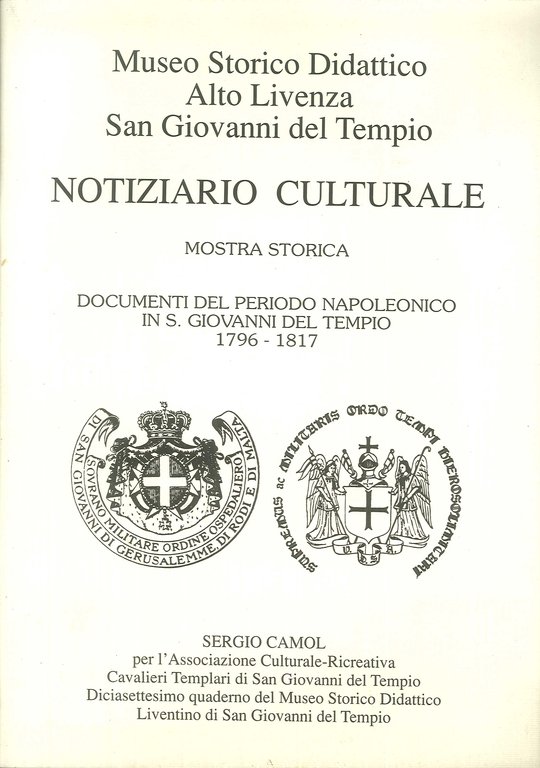 Museo Storico Didattico
Alto Livenza
San Giovanni del Tempio
NOTIZIARIO CULTURALE
MOSTRA STORICA
DOCUMENTI DEL PERIODO NAPOLEONICO
IN S. GIOVANNI DEL TEMPIO
1796 - 1817
SOVRANO MILITARE ORDINE OSPEDALIERO
DI SAN GIOVANNI DI GERUSALEMME, DI RODI E DI MALTA
SUPREMUS ac MILITARIS ORDO TEMPLI HIEROSOLIMITANI
SERGIO CAMOL
per l'Associazione Culturale-Ricreativa
Cavalieri Templari di San Giovanni del Tempio
Diciasettesimo quaderno del Museo Storico Didattico
Liventino di San Giovanni del Tempio